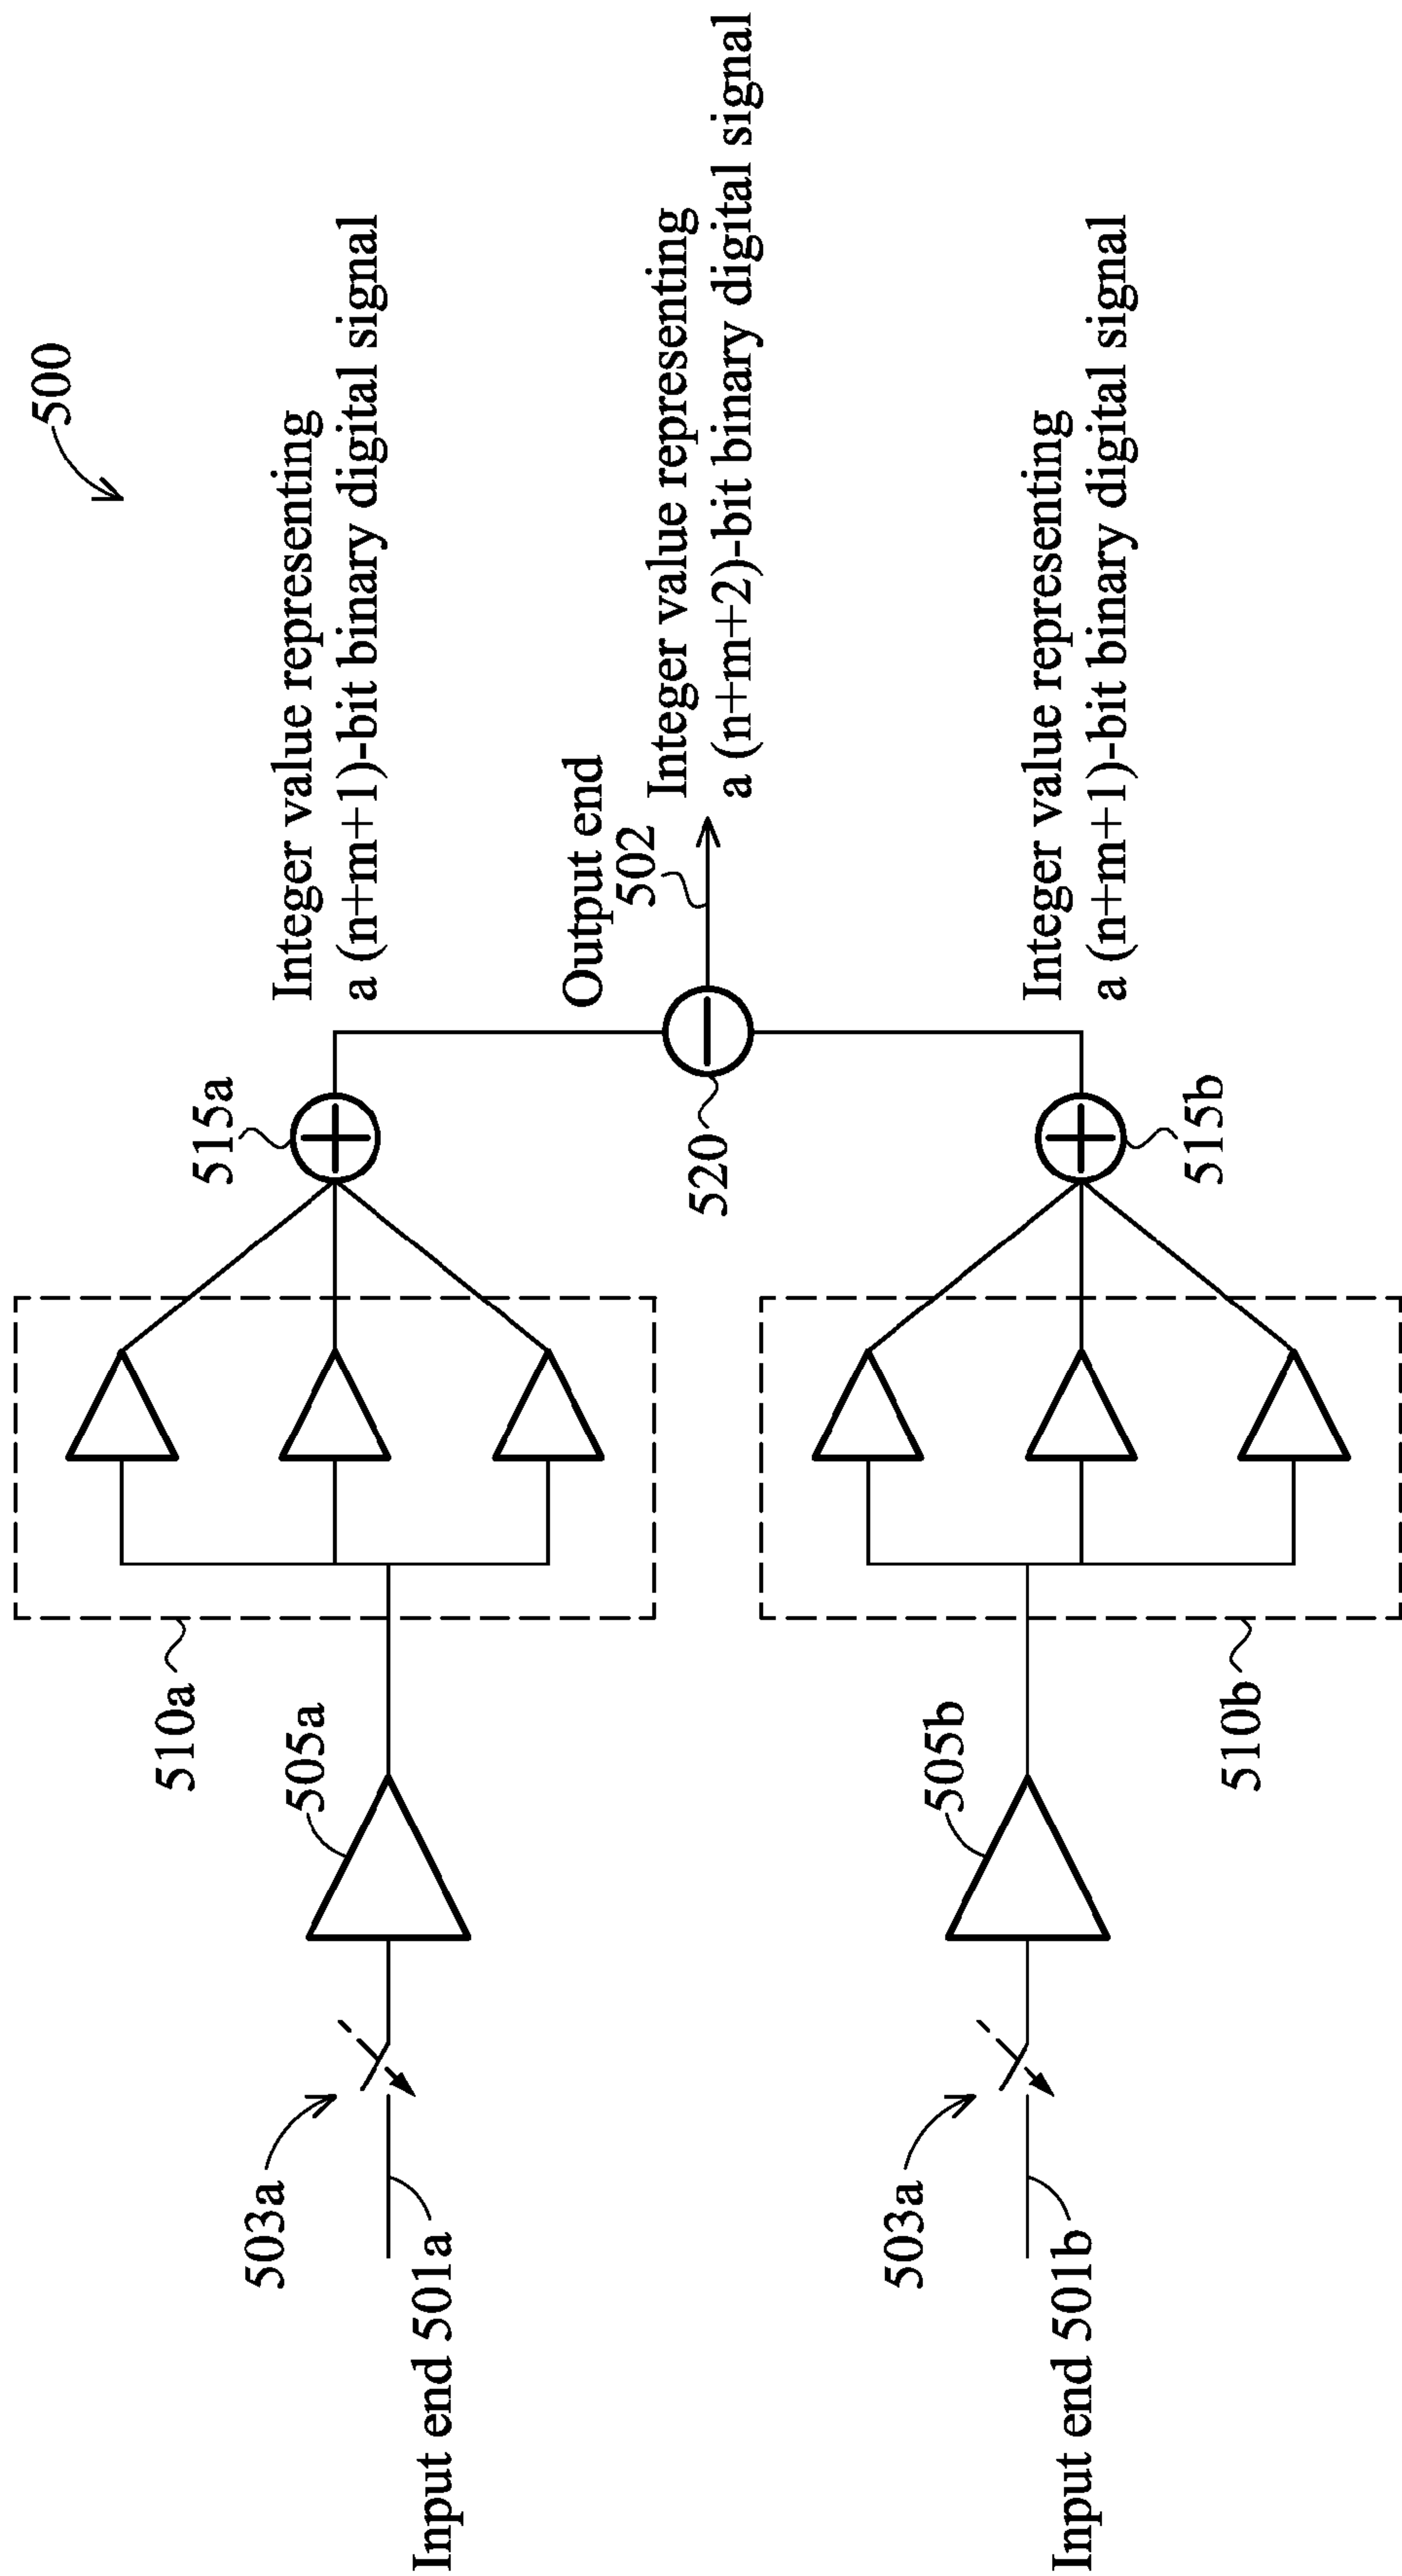 500
Integer value representing
a (n+m+1)-bit binary digital signal
515a
510a
505a
503a
Input end 501a
Output end
502
Integer value representing
a (n+m+2)-bit binary digital signal
520
Integer value representing
a (n+m+1)-bit binary digital signal
515b
510b
505b
503a
Input end 501b